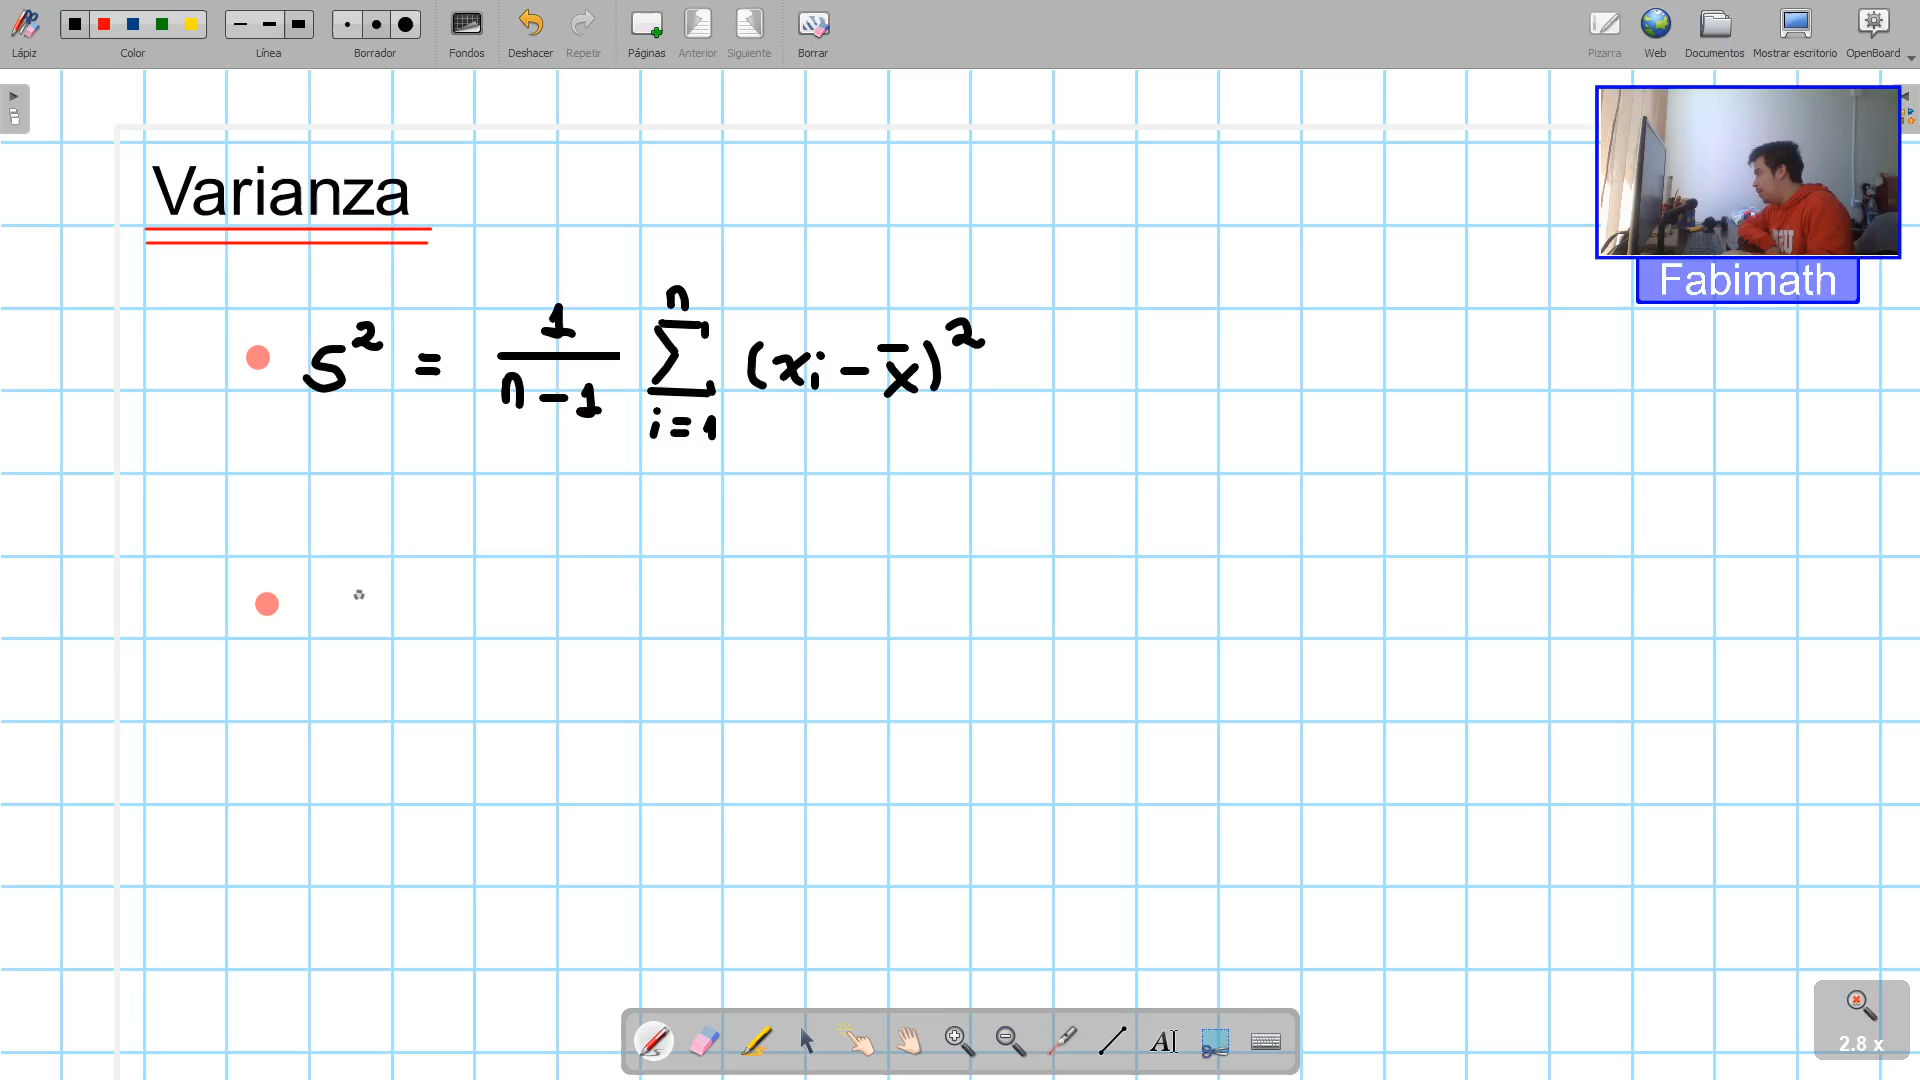 Lápiz Color Línea Borrador Fondos Deshacer Repetir Páginas Anterior Siguiente Borrar Pizarra Web Documentos Mostrar escritorio OpenBoard
Varianza
Fabimath
S² = 1/(n-1) ∑_{i=1}^{n} (xᵢ - x̄)²
2.8 x